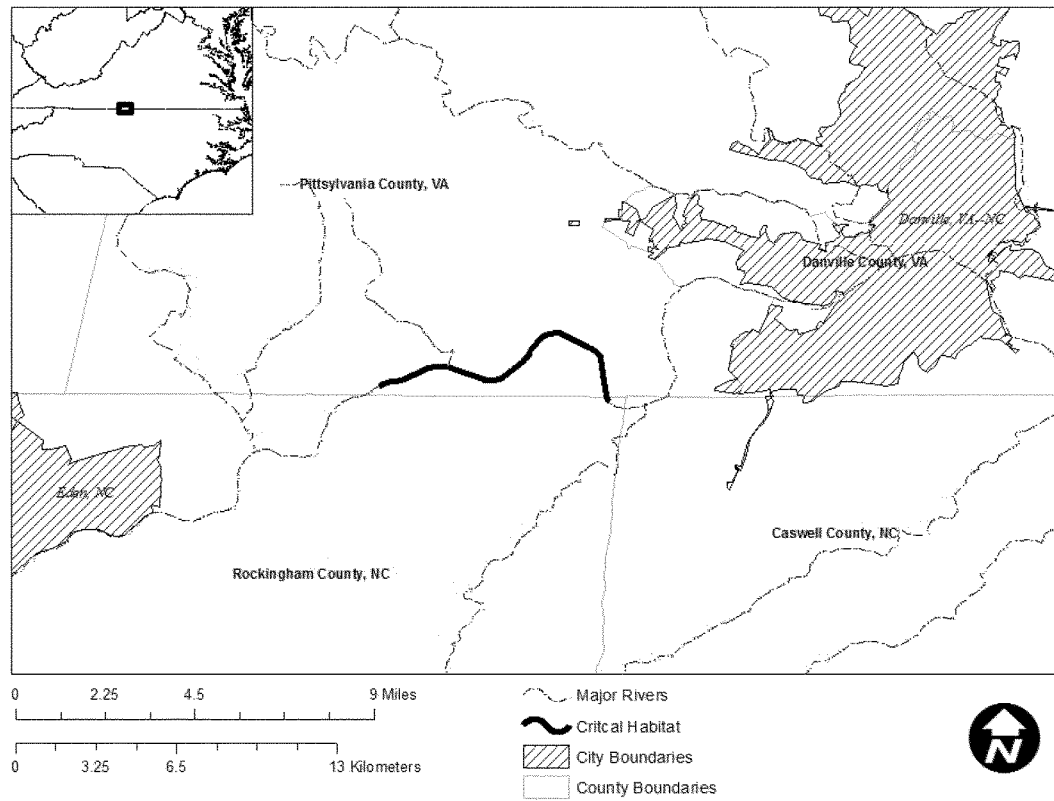 Pittsylvania County, VA
Danville, VA--NC
Danville County, VA
Eden, NC
Caswell County, NC
Rockingham County, NC
0 2.25 4.5 9 Miles
0 3.25 6.5 13 Kilometers
Major Rivers
Critcal Habitat
City Boundaries
County Boundaries
N